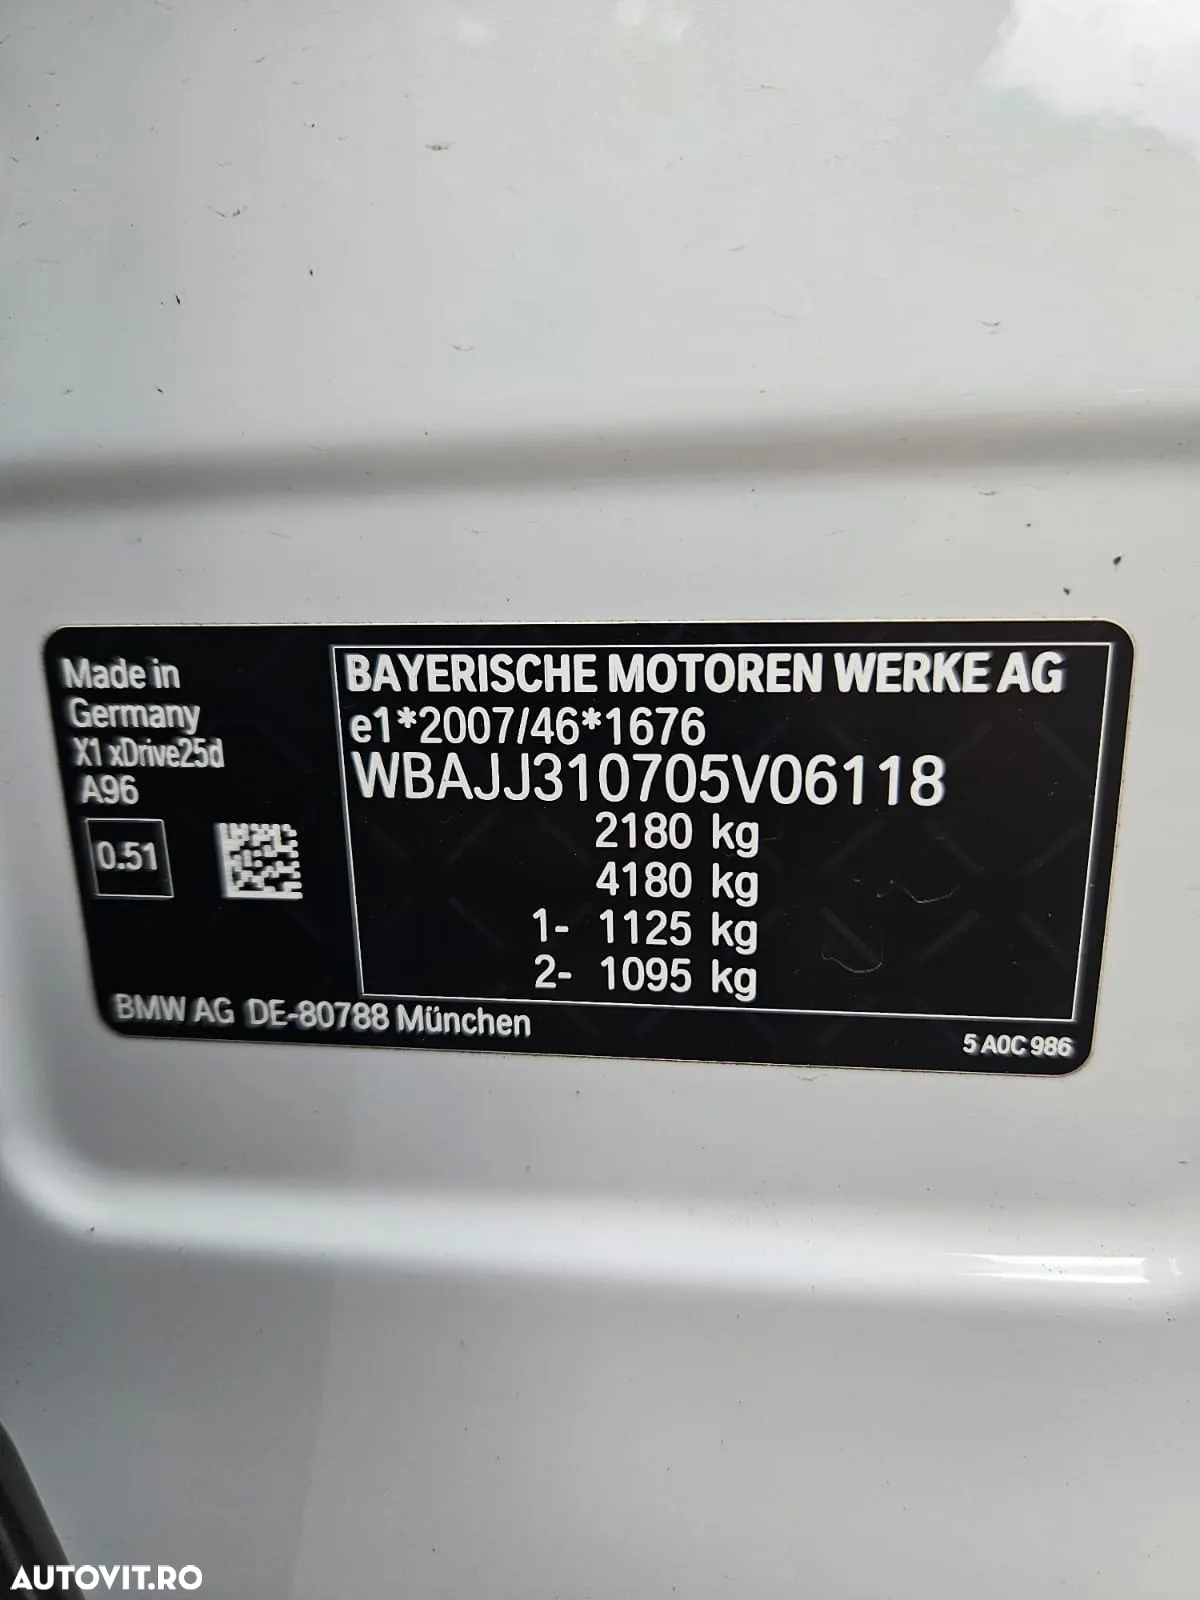 Made in
Germany
X1 xDrive25d
A96
0.51
BAYERISCHE MOTOREN WERKE AG
e1*2007/46*1676
WBAJJ310705V06118
2180 kg
4180 kg
1- 1125 kg
2- 1095 kg
BMW AG DE-80788 München
5 A0C 986
AUTOVIT.RO